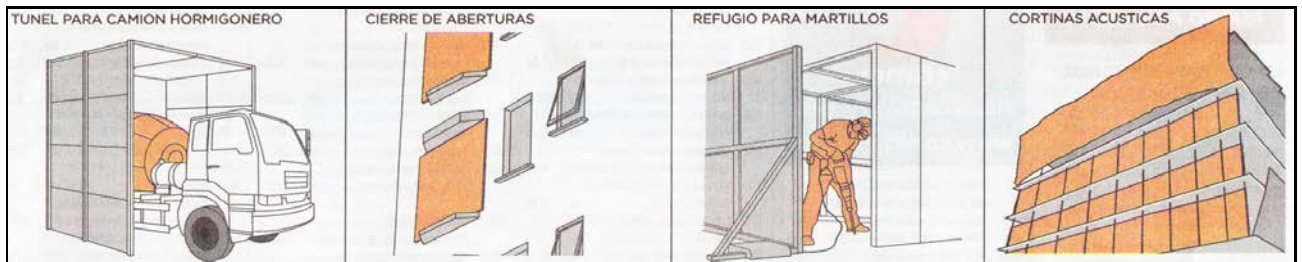 TUNEL PARA CAMION HORMIGONERO
CIERRE DE ABERTURAS
REFUGIO PARA MARTILLOS
CORTINAS ACUSTICAS